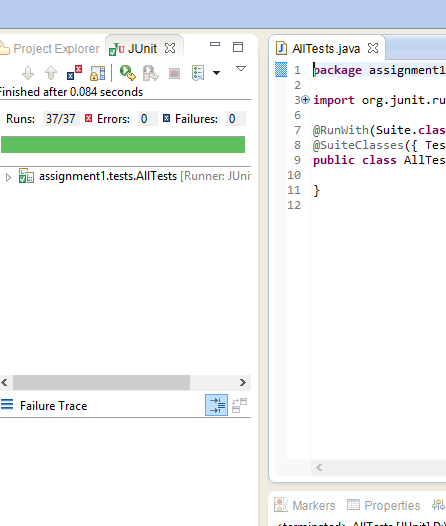 Project Explorer
JUnit
Finished after 0.084 seconds
Runs: 37/37 Errors: 0 Failures: 0
assignment1.tests.AllTests [Runner: JUni
Failure Trace
AllTests.java
1 package assignment1
2
3 import org.junit.ru
6
7 @RunWith(Suite.clas
8 @SuiteClasses({ Tes
9 public class AllTes
10
11 }
12
Markers
Properties
<terminated> AllTests [JUnit] D:\